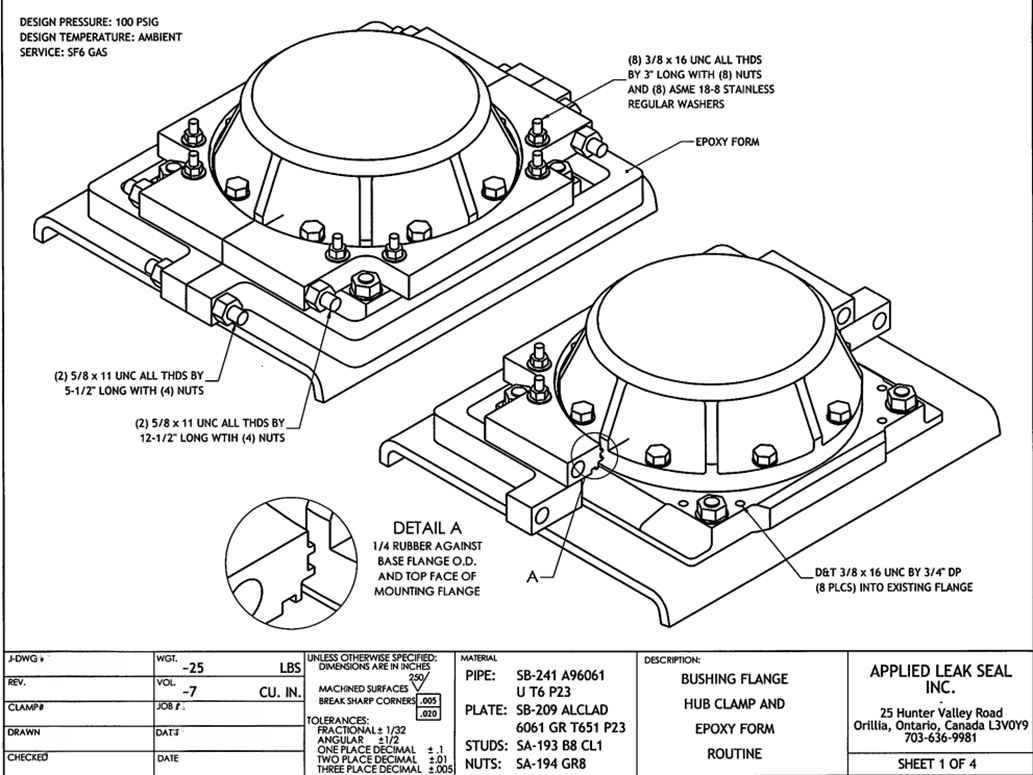 DESIGN PRESSURE: 100 PSIG
DESIGN TEMPERATURE: AMBIENT
SERVICE: SF6 GAS
(8) 3/8 x 16 UNC ALL THDS
BY 3" LONG WITH (8) NUTS
AND (8) ASME 18-8 STAINLESS
REGULAR WASHERS
EPOXY FORM
(2) 5/8 x 11 UNC ALL THDS BY
5-1/2" LONG WITH (4) NUTS
(2) 5/8 x 11 UNC ALL THDS BY
12-1/2" LONG WTIH (4) NUTS
DETAIL A
1/4 RUBBER AGAINST
BASE FLANGE O.D.
AND TOP FACE OF
MOUNTING FLANGE
A
D&T 3/8 x 16 UNC BY 3/4" DP
(8 PLCS) INTO EXISTING FLANGE
J-DWG #
REV.
CLAMP#
DRAWN
CHECKED
WGT.
~25 LBS
VOL.
~7 CU. IN.
JOB #:
DATE
DATE
UNLESS OTHERWISE SPECIFIED:
DIMENSIONS ARE IN INCHES
250
MACHINED SURFACES
BREAK SHARP CORNERS .005
.020
TOLERANCES:
FRACTIONAL± 1/32
ANGULAR ±1/2
ONE PLACE DECIMAL ± .1
TWO PLACE DECIMAL ±.01
THREE PLACE DECIMAL ±.005
MATERIAL
PIPE: SB-241 A96061
U T6 P23
PLATE: SB-209 ALCLAD
6061 GR T651 P23
STUDS: SA-193 B8 CL1
NUTS: SA-194 GR8
DESCRIPTION:
BUSHING FLANGE
HUB CLAMP AND
EPOXY FORM
ROUTINE
APPLIED LEAK SEAL
INC.
25 Hunter Valley Road
Orillia, Ontario, Canada L3V0Y9
703-636-9981
SHEET 1 OF 4